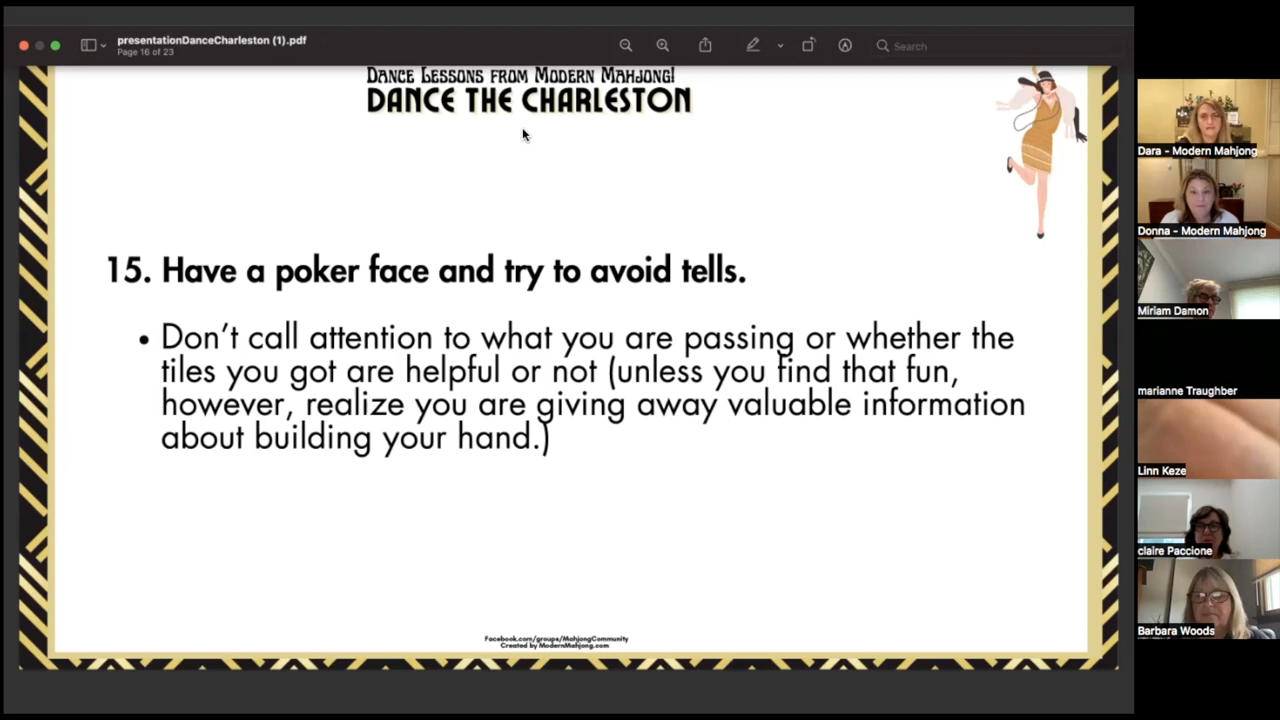 presentationDanceCharleston (1).pdf
Page 16 of 23
Search
Dance Lessons from Modern Mahjong!
DANCE THE CHARLESTON
15. Have a poker face and try to avoid tells.
• Don't call attention to what you are passing or whether the
tiles you got are helpful or not (unless you find that fun,
however, realize you are giving away valuable information
about building your hand.)
Facebook.com/groups/MahjongCommunity
Created by ModernMahjong.com
Dara - Modern Mahjong
Donna - Modern Mahjong
Miriam Damon
marianne Traughber
Linn Keze
claire Paccione
Barbara Woods